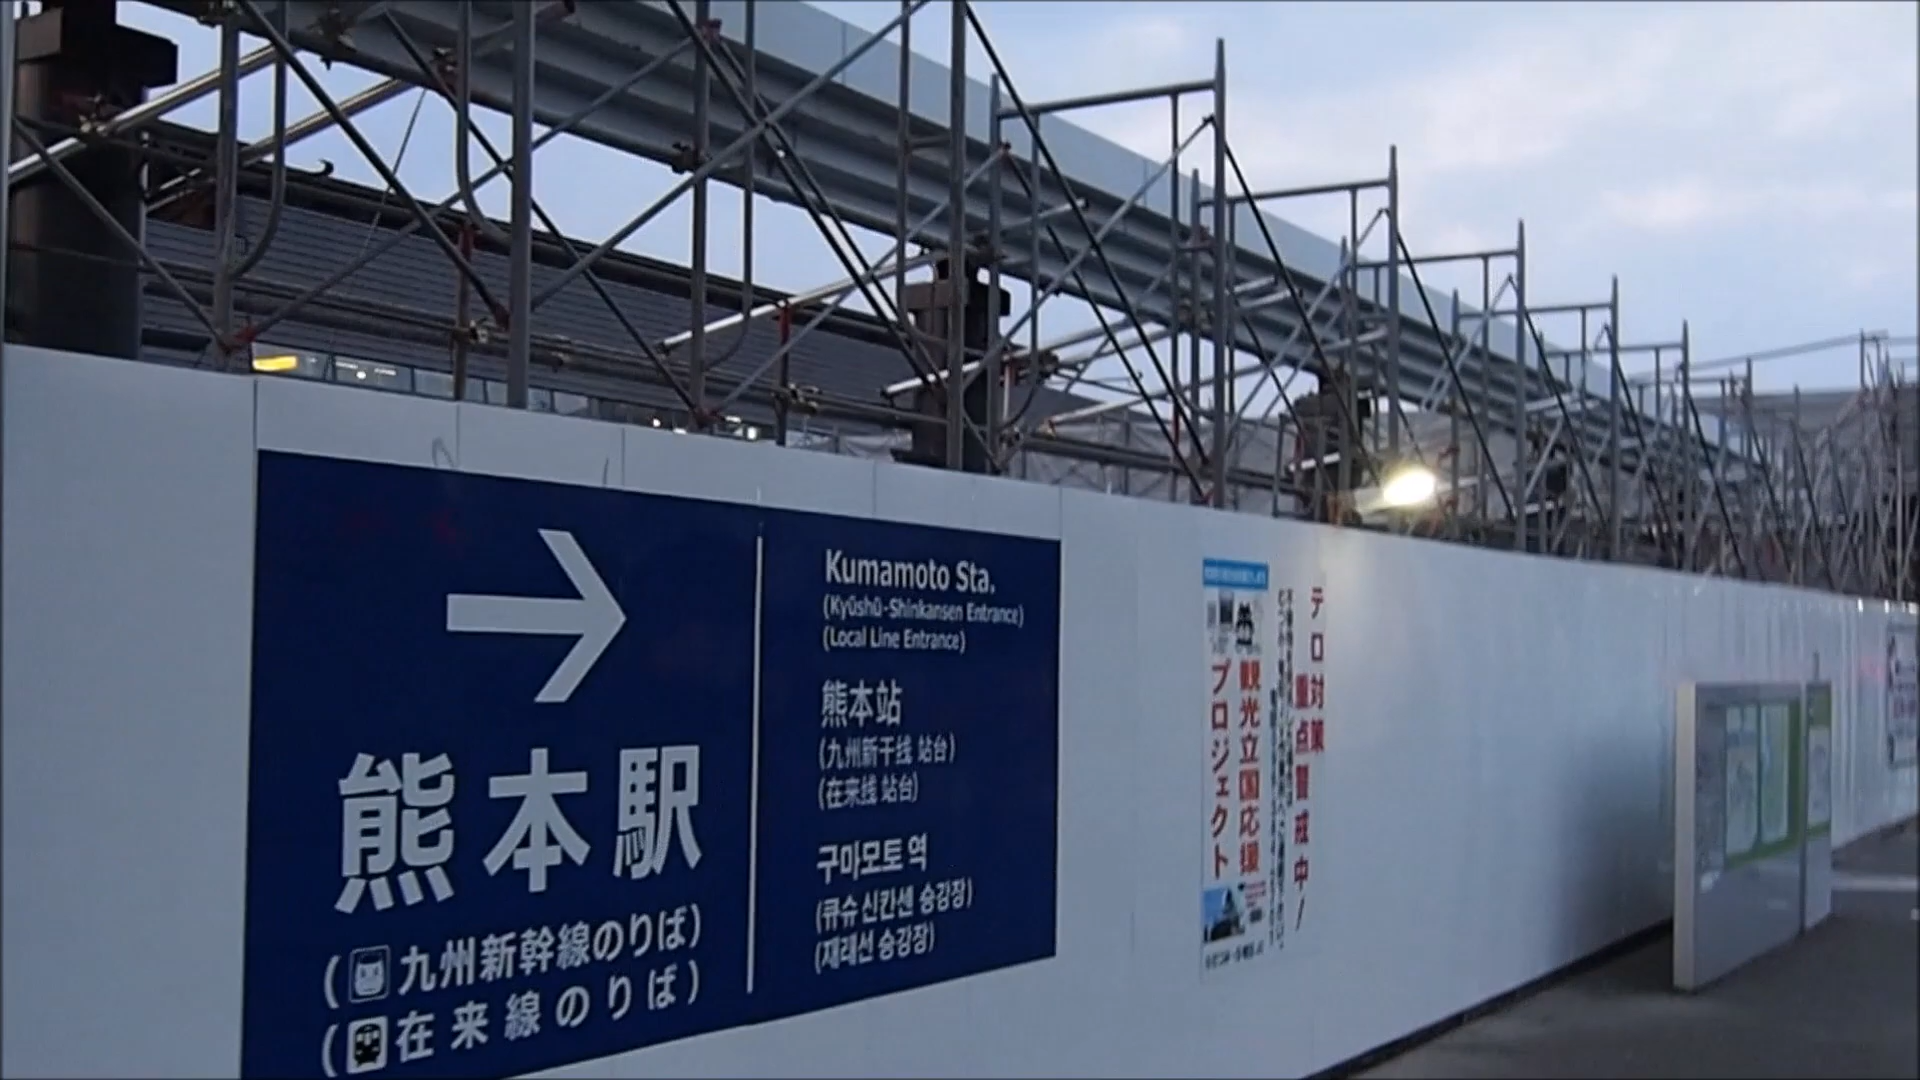 熊本駅
(九州新幹線のりば)
(在来線のりば)
Kumamoto Sta.
(Kyūshū-Shinkansen Entrance)
(Local Line Entrance)
熊本站
(九州新干线 站台)
(在来线 站台)
구마모토 역
(큐슈 신칸센 승강장)
(재래선 승강장)
テロ対策
重点警戒中！
観光立国応援
プロジェクト